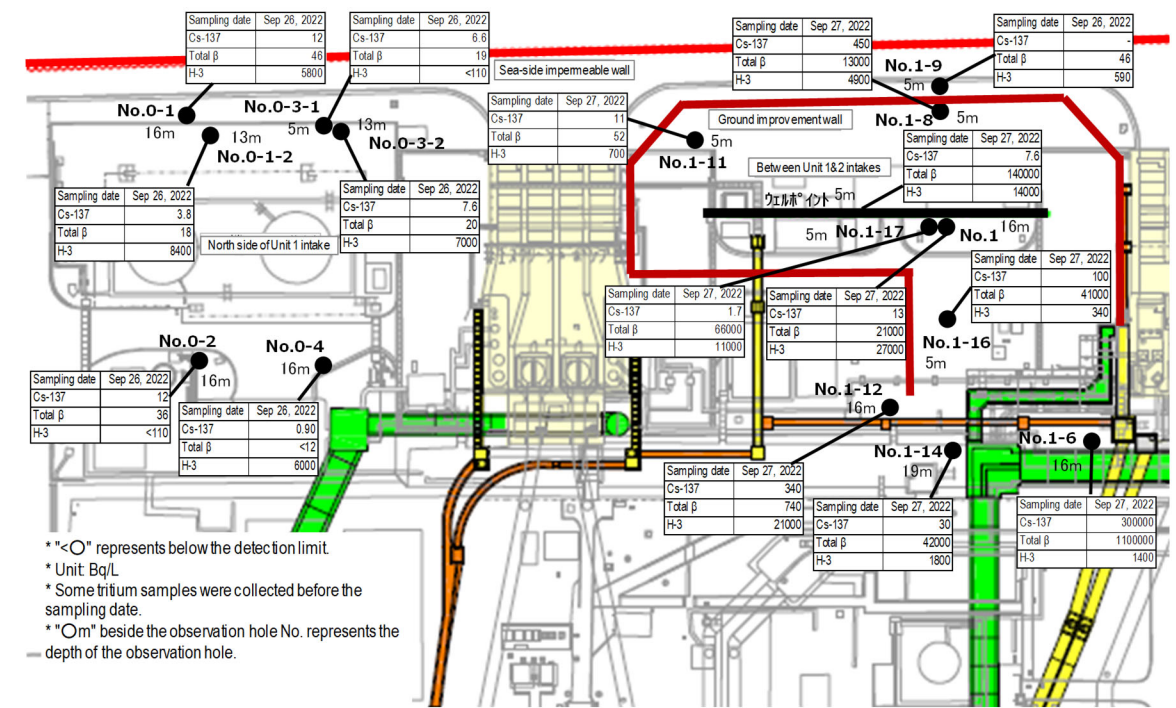 Sampling date Sep 26, 2022
Cs-137 12
Total β 46
H-3 5800
Sampling date Sep 26, 2022
Cs-137 6.6
Total β 19
H-3 <110
Sampling date Sep 27, 2022
Cs-137 450
Total β 13000
H-3 4900
Sampling date Sep 26, 2022
Cs-137 -
Total β 46
H-3 590
Sea-side impermeable wall
No.1-9
5m
No.0-1
16m
No.0-3-1
5m
13m
No.0-3-2
13m
No.0-1-2
Sampling date Sep 27, 2022
Cs-137 11
Total β 52
H-3 700
5m
No.1-11
Ground improvement wall
No.1-8
5m
Sampling date Sep 27, 2022
Cs-137 7.6
Total β 140000
H-3 14000
Between Unit 1&2 intakes
ウェルポイント 5m
Sampling date Sep 26, 2022
Cs-137 3.8
Total β 18
H-3 8400
North side of Unit 1 intake
Sampling date Sep 26, 2022
Cs-137 7.6
Total β 20
H-3 7000
5m No.1-17
No.1 16m
Sampling date Sep 27, 2022
Cs-137 100
Total β 41000
H-3 340
Sampling date Sep 27, 2022
Cs-137 1.7
Total β 66000
H-3 11000
Sampling date Sep 27, 2022
Cs-137 13
Total β 21000
H-3 27000
No.1-16
5m
No.0-2
16m
No.0-4
16m
Sampling date Sep 26, 2022
Cs-137 12
Total β 36
H-3 <110
Sampling date Sep 26, 2022
Cs-137 0.90
Total β <12
H-3 6000
No.1-12
16m
No.1-14
19m
No.1-6
16m
Sampling date Sep 27, 2022
Cs-137 340
Total β 740
H-3 21000
Sampling date Sep 27, 2022
Cs-137 30
Total β 42000
H-3 1800
Sampling date Sep 27, 2022
Cs-137 300000
Total β 1100000
H-3 1400
* "<〇" represents below the detection limit.
* Unit: Bq/L
* Some tritium samples were collected before the
sampling date.
* "〇m" beside the observation hole No. represents the
depth of the observation hole.